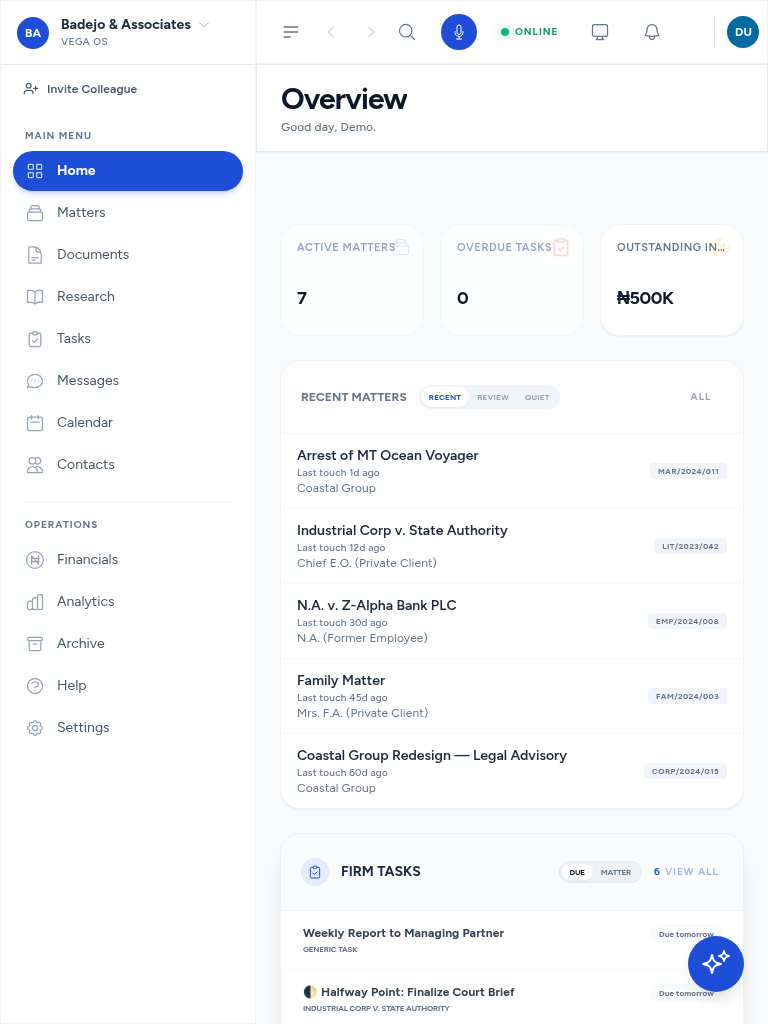 BA
Badejo & Associates
VEGA OS
Invite Colleague
MAIN MENU
Home
Matters
Documents
Research
Tasks
Messages
Calendar
Contacts
OPERATIONS
Financials
Analytics
Archive
Help
Settings
ONLINE
DU
Overview
Good day, Demo.
ACTIVE MATTERS
7
OVERDUE TASKS
0
OUTSTANDING IN...
₦500K
RECENT MATTERS
RECENT
REVIEW
QUIET
ALL
Arrest of MT Ocean Voyager
Last touch 1d ago
Coastal Group
MAR/2024/011
Industrial Corp v. State Authority
Last touch 12d ago
Chief E.O. (Private Client)
LIT/2023/042
N.A. v. Z-Alpha Bank PLC
Last touch 30d ago
N.A. (Former Employee)
EMP/2024/008
Family Matter
Last touch 45d ago
Mrs. F.A. (Private Client)
FAM/2024/003
Coastal Group Redesign — Legal Advisory
Last touch 60d ago
Coastal Group
CORP/2024/015
FIRM TASKS
DUE
MATTER
6 VIEW ALL
Weekly Report to Managing Partner
GENERIC TASK
Due tomorrow
🌓 Halfway Point: Finalize Court Brief
INDUSTRIAL CORP V. STATE AUTHORITY
Due tomorrow